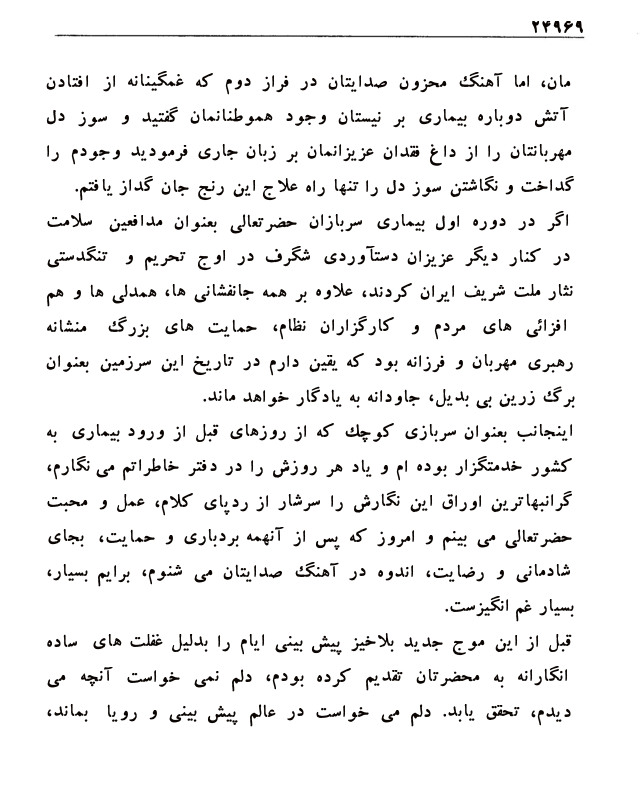 ۲۴۹۶۹
مان، اما آهنگ محزون صدایتان در فراز دوم که غمگینانه از افتادن
آتش دوباره بیماری بر نیستان وجود هموطنانمان گفتید و سوز دل
مهربانتان را از داغ فقدان عزیزانمان بر زبان جاری فرمودید وجودم را
گداخت و نگاشتن سوز دل را تنها راه علاج این رنج جان گداز یافتم.
اگر در دوره اول بیماری سربازان حضرتعالی بعنوان مدافعین سلامت
در کنار دیگر عزیزان دستآوردی شگرف در اوج تحریم و تنگدستی
نثار ملت شریف ایران کردند، علاوه بر همه جانفشانی ها، همدلی ها و هم
افزائی های مردم و کارگزاران نظام، حمایت های بزرگ منشانه
رهبری مهربان و فرزانه بود که یقین دارم در تاریخ این سرزمین بعنوان
برگ زرین بی بدیل، جاودانه به یادگار خواهد ماند.
اینجانب بعنوان سربازی کوچك که از روزهای قبل از ورود بیماری به
کشور خدمتگزار بوده ام و یاد هر روزش را در دفتر خاطراتم می نگارم،
گرانبهاترین اوراق این نگارش را سرشار از ردپای کلام، عمل و محبت
حضرتعالی می بینم و امروز که پس از آنهمه بردباری و حمایت، بجای
شادمانی و رضایت، اندوه در آهنگ صدایتان می شنوم، برایم بسیار،
بسیار غم انگیزست.
قبل از این موج جدید بلاخیز پیش بینی ایام را بدلیل غفلت های ساده
انگارانه به محضرتان تقدیم کرده بودم، دلم نمی خواست آنچه می
دیدم، تحقق یابد. دلم می خواست در عالم پیش بینی و رویا بماند،